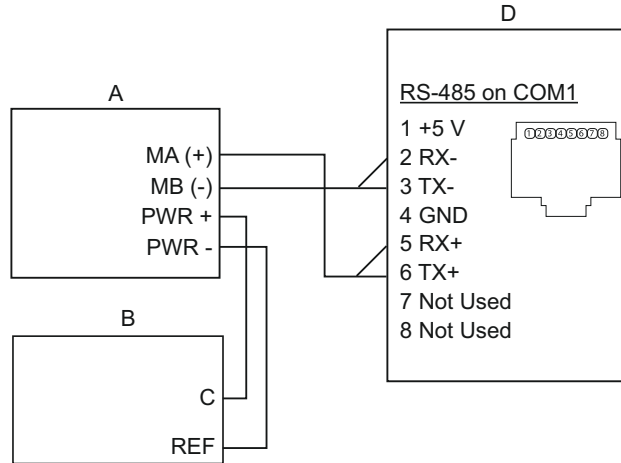 D
A
RS-485 on COM1
1 +5 V
①②③④⑤⑥⑦⑧
MA (+)
2 RX-
MB (-)
3 TX-
PWR +
4 GND
PWR -
5 RX+
6 TX+
7 Not Used
B
8 Not Used
C
REF